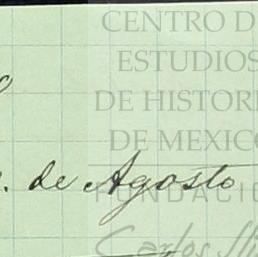 CENTRO D
ESTUDIOS
DE HISTORI
DE MEXICO
. de Agosto
FUNDACIO
Carlos Sli